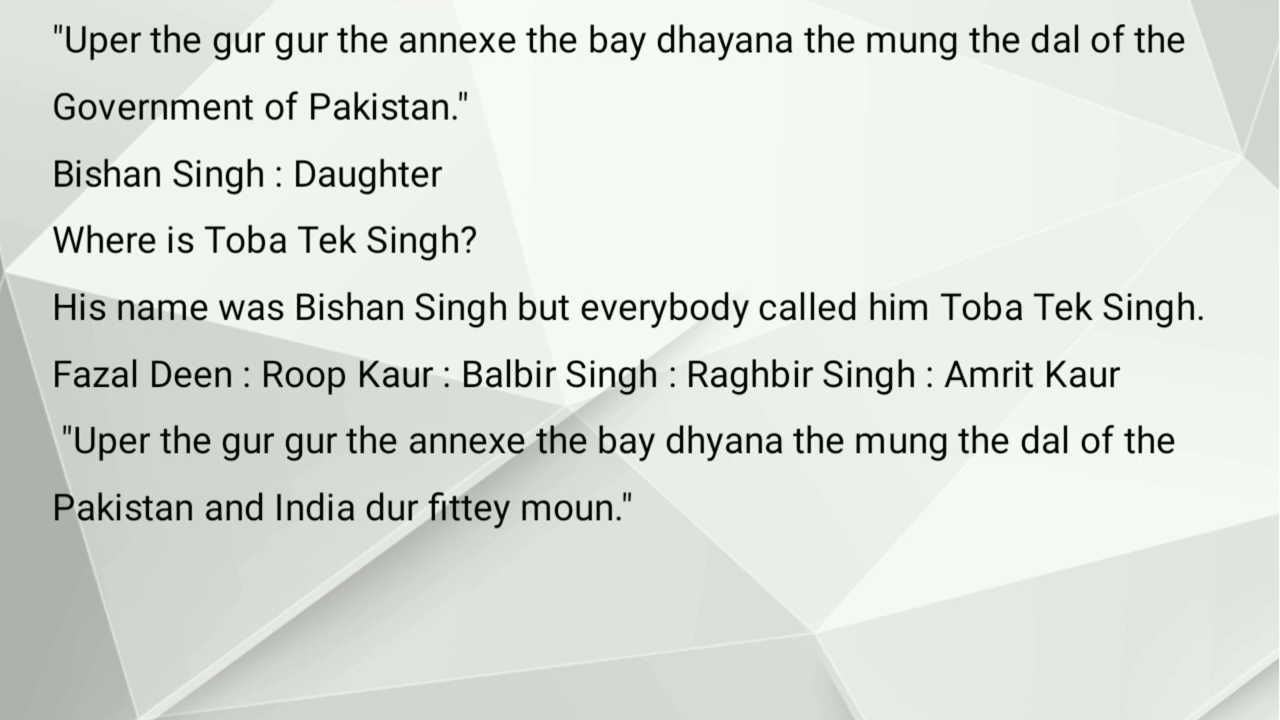 "Uper the gur gur the annexe the bay dhayana the mung the dal of the
Government of Pakistan."
Bishan Singh : Daughter
Where is Toba Tek Singh?
His name was Bishan Singh but everybody called him Toba Tek Singh.
Fazal Deen : Roop Kaur : Balbir Singh : Raghbir Singh : Amrit Kaur
"Uper the gur gur the annexe the bay dhyana the mung the dal of the
Pakistan and India dur fittey moun."